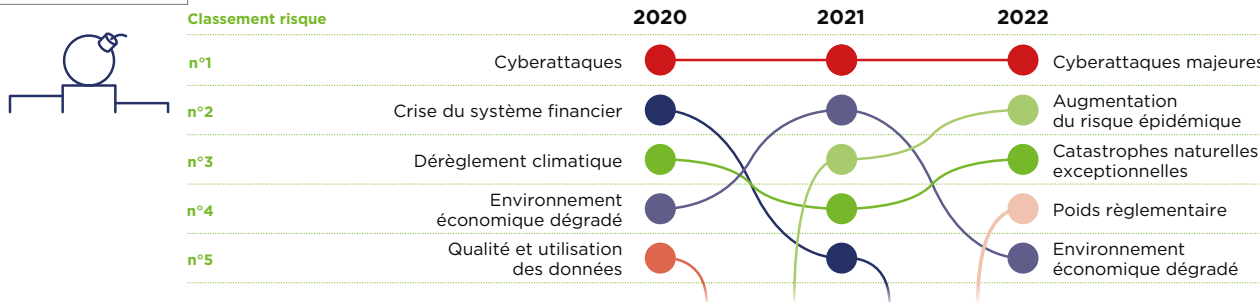 Classement risque 2020 2021 2022
n°1 Cyberattaques Cyberattaques majeures
n°2 Crise du système financier Augmentation
du risque épidémique
n°3 Dérèglement climatique Catastrophes naturelles
exceptionnelles
n°4 Environnement
économique dégradé Poids règlementaire
n°5 Qualité et utilisation
des données Environnement
économique dégradé